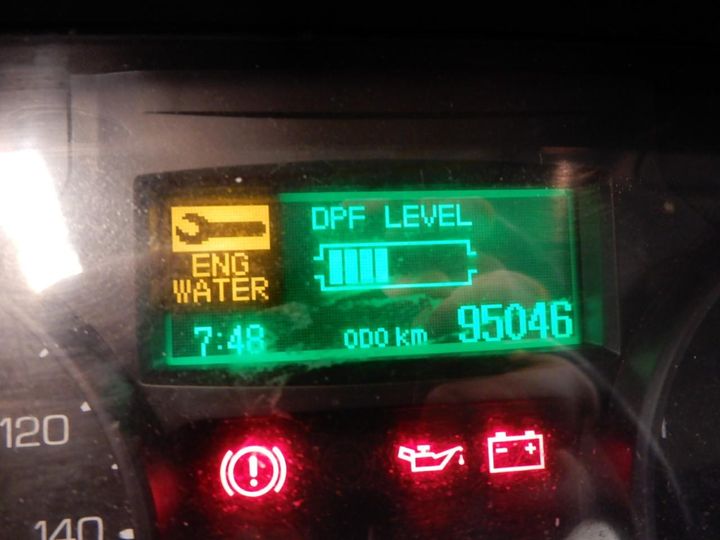 DPF LEVEL
ENG
WATER
7:48 ODO km 95046
120
140